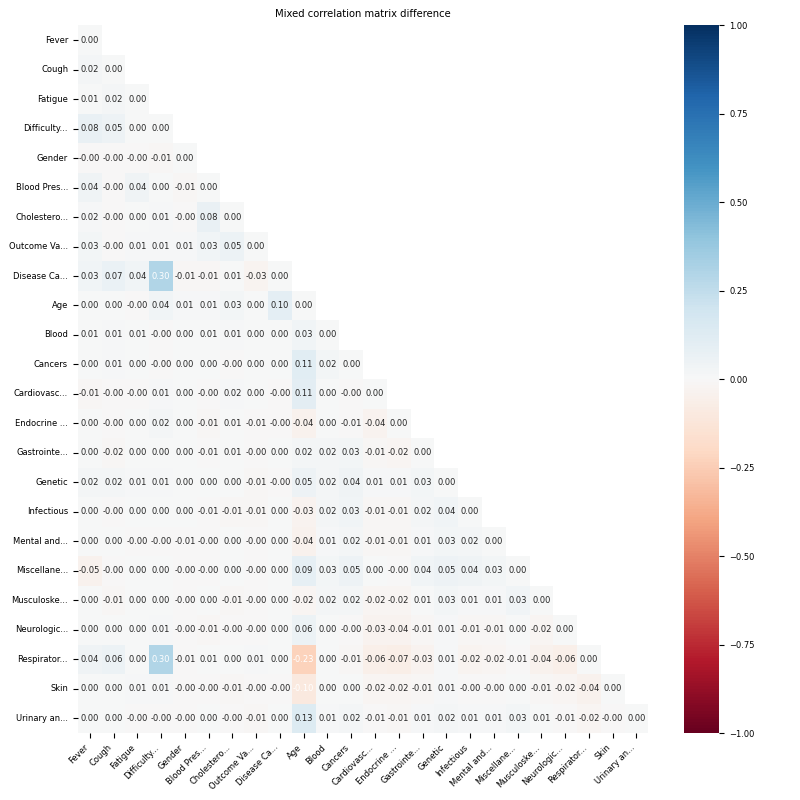 Mixed correlation matrix difference
Fever 0.00
Cough 0.02 0.00
Fatigue 0.01 0.02 0.00
Difficulty... 0.08 0.05 0.00 0.00
Gender -0.00 -0.00 -0.00 -0.01 0.00
Blood Pres... 0.04 -0.00 0.04 0.00 -0.01 0.00
Cholestero... 0.02 -0.00 0.00 0.01 -0.00 0.08 0.00
Outcome Va... 0.03 -0.00 0.01 0.01 0.01 0.03 0.05 0.00
Disease Ca... 0.03 0.07 0.04 0.30 -0.01 -0.01 0.01 -0.03 0.00
Age 0.00 0.00 -0.00 0.04 0.01 0.01 0.03 0.00 0.10 0.00
Blood 0.01 0.01 0.01 -0.00 0.00 0.01 0.01 0.00 0.00 0.03 0.00
Cancers 0.00 0.01 0.00 -0.00 0.00 0.00 -0.00 0.00 -0.00 0.11 0.02 0.00
Cardiovasc... -0.01 -0.00 -0.00 0.01 0.00 -0.00 0.02 0.00 -0.00 0.11 0.00 -0.00 0.00
Endocrine ... 0.00 -0.00 -0.00 0.02 0.00 -0.01 0.01 -0.01 -0.00 -0.04 0.00 -0.01 -0.04 0.00
Gastrointe... 0.00 -0.02 0.00 0.00 0.00 -0.01 0.01 -0.00 0.00 0.02 0.02 0.03 -0.01 -0.02 0.00
Genetic 0.02 0.02 0.01 0.01 0.00 0.00 0.00 -0.01 -0.00 0.05 0.02 0.04 0.01 0.01 0.03 0.00
Infectious 0.00 -0.00 0.00 0.00 0.00 -0.01 -0.01 -0.01 0.00 -0.03 0.02 0.03 -0.01 -0.01 0.02 0.04 0.00
Mental and... 0.00 0.00 -0.00 -0.00 -0.01 0.00 -0.00 -0.00 0.00 -0.04 0.01 0.02 -0.01 -0.01 0.01 0.03 0.02 0.00
Miscellane... -0.05 -0.00 0.00 0.00 0.00 -0.00 -0.00 -0.00 0.00 0.09 0.03 0.05 0.00 -0.00 0.04 0.05 0.04 0.03 0.00
Musculoske... 0.00 -0.01 0.00 0.00 -0.00 0.00 -0.01 -0.00 0.00 -0.02 0.02 0.02 -0.02 -0.02 0.01 0.03 0.01 0.01 0.03 0.00
Neurologic... 0.00 0.00 0.00 0.01 -0.00 -0.01 0.00 -0.00 0.00 0.06 0.00 -0.00 -0.03 -0.04 -0.01 0.01 -0.01 -0.01 0.00 -0.02 0.00
Respirator... 0.04 0.06 0.00 0.30 -0.01 0.01 0.00 0.01 0.00 -0.23 0.00 -0.01 -0.06 -0.07 -0.03 0.01 -0.02 -0.02 -0.01 -0.04 -0.06 0.00
Skin 0.00 0.00 0.01 0.01 -0.00 -0.00 -0.01 -0.00 -0.00 -0.10 0.00 0.00 -0.02 -0.02 -0.01 0.01 -0.00 -0.00 0.00 -0.01 -0.02 -0.04 0.00
Urinary an... 0.00 0.00 -0.00 -0.00 -0.00 0.00 -0.00 -0.01 0.00 0.13 0.01 0.02 -0.01 -0.01 0.01 0.02 0.01 0.01 0.03 0.01 -0.01 -0.02 -0.00 0.00
Fever Cough Fatigue Difficulty... Gender Blood Pres... Cholestero... Outcome Va... Disease Ca... Age Blood Cancers Cardiovasc... Endocrine ... Gastrointe... Genetic Infectious Mental and... Miscellane... Musculoske... Neurologic... Respirator... Skin Urinary an...
1.00
0.75
0.50
0.25
0.00
−0.25
−0.50
−0.75
−1.00